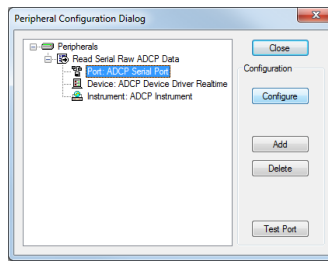 Peripheral Configuration Dialog
Peripherals
Read Serial Raw ADCP Data
Port: ADCP Serial Port
Device: ADCP Device Driver Realtime
Instrument: ADCP Instrument
Close
Configuration
Configure
Add
Delete
Test Port